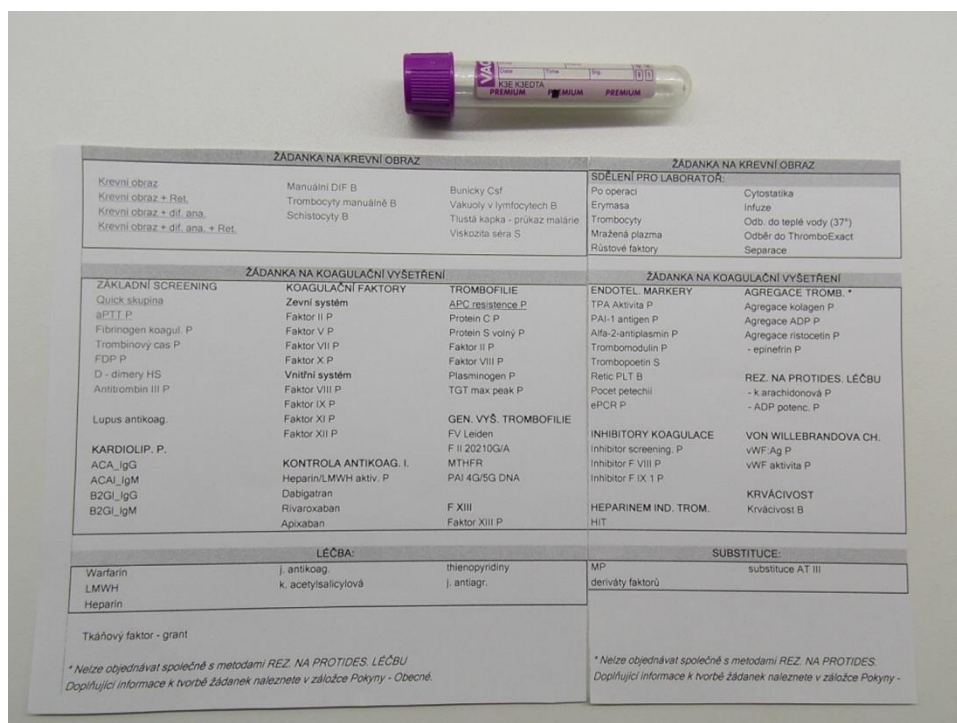 VAC
Date Time Sig.
K3E K3EDTA
PREMIUM PREMIUM PREMIUM
ŽÁDANKA NA KREVNÍ OBRAZ
Krevní obraz Manuální DIF B Bunicky Csf
Krevní obraz + Ret. Trombocyty manuálně B Vakuoly v lymfocytech B
Krevní obraz + dif. ana. Schistocyty B Tlustá kapka - průkaz malárie
Krevní obraz + dif. ana. + Ret. Viskozita séra S
ŽÁDANKA NA KREVNÍ OBRAZ
SDĚLENÍ PRO LABORATOŘ:
Po operaci Cytostatika
Erymasa Infuze
Trombocyty Odb. do teplé vody (37°)
Mražená plazma Odběr do ThromboExact
Růstové faktory Separace
ŽÁDANKA NA KOAGULAČNÍ VYŠETŘENÍ
ZÁKLADNÍ SCREENING KOAGULAČNÍ FAKTORY TROMBOFILIE
Quick skupina Zevní systém APC resistence P
aPTT P Faktor II P Protein C P
Fibrinogen koagul. P Faktor V P Protein S volný P
Trombinový cas P Faktor VII P Faktor II P
FDP P Faktor X P Faktor VIII P
D - dimery HS Vnitřní systém Plasminogen P
Antitrombin III P Faktor VIII P TGT max peak P
Faktor IX P
Lupus antikoag. Faktor XI P GEN. VYŠ. TROMBOFILIE
Faktor XII P FV Leiden
KARDIOLIP. P. F II 20210G/A
ACA_IgG KONTROLA ANTIKOAG. I. MTHFR
ACAI_IgM Heparin/LMWH aktiv. P PAI 4G/5G DNA
B2GI_IgG Dabigatran
B2GI_IgM Rivaroxaban F XIII
Apixaban Faktor XIII P
ŽÁDANKA NA KOAGULAČNÍ VYŠETŘENÍ
ENDOTEL. MARKERY AGREGACE TROMB. *
TPA Aktivita P Agregace kolagen P
PAI-1 antigen P Agregace ADP P
Alfa-2-antiplasmin P Agregace ristocetin P
Trombomodulin P - epinefrin P
Trombopoetin S
Retic PLT B REZ. NA PROTIDES. LÉČBU
Pocet petechií - k.arachidonová P
ePCR P - ADP potenc. P
INHIBITORY KOAGULACE VON WILLEBRANDOVA CH.
Inhibitor screening. P vWF:Ag P
Inhibitor F VIII P vWF aktivita P
Inhibitor F IX 1 P
KRVÁCIVOST
HEPARINEM IND. TROM. Krvácivost B
HIT
LÉČBA:
Warfarin j. antikoag. thienopyridiny
LMWH k. acetylsalicylová j. antiagr.
Heparin
SUBSTITUCE:
MP substituce AT III
deriváty faktorů
Tkáňový faktor - grant
* Nelze objednávat společně s metodami REZ. NA PROTIDES. LÉČBU
Doplňující informace k tvorbě žádanek naleznete v záložce Pokyny - Obecné.
* Nelze objednávat společně s metodami REZ. NA PROTIDES.
Doplňující informace k tvorbě žádanek naleznete v záložce Pokyny -